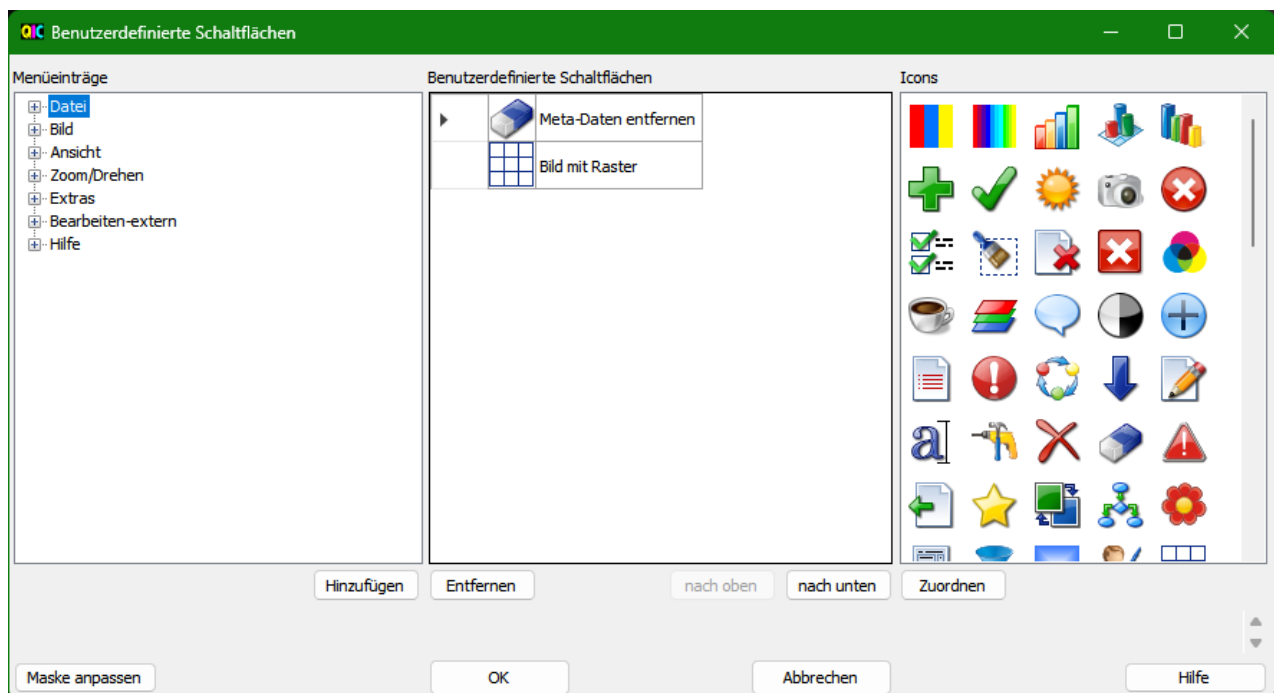 QIC Benutzerdefinierte Schaltflächen
Menüeinträge
Benutzerdefinierte Schaltflächen
Icons
Datei
Bild
Ansicht
Zoom/Drehen
Extras
Bearbeiten-extern
Hilfe
Meta-Daten entfernen
Bild mit Raster
a
Hinzufügen
Entfernen
nach oben
nach unten
Zuordnen
Maske anpassen
OK
Abbrechen
Hilfe